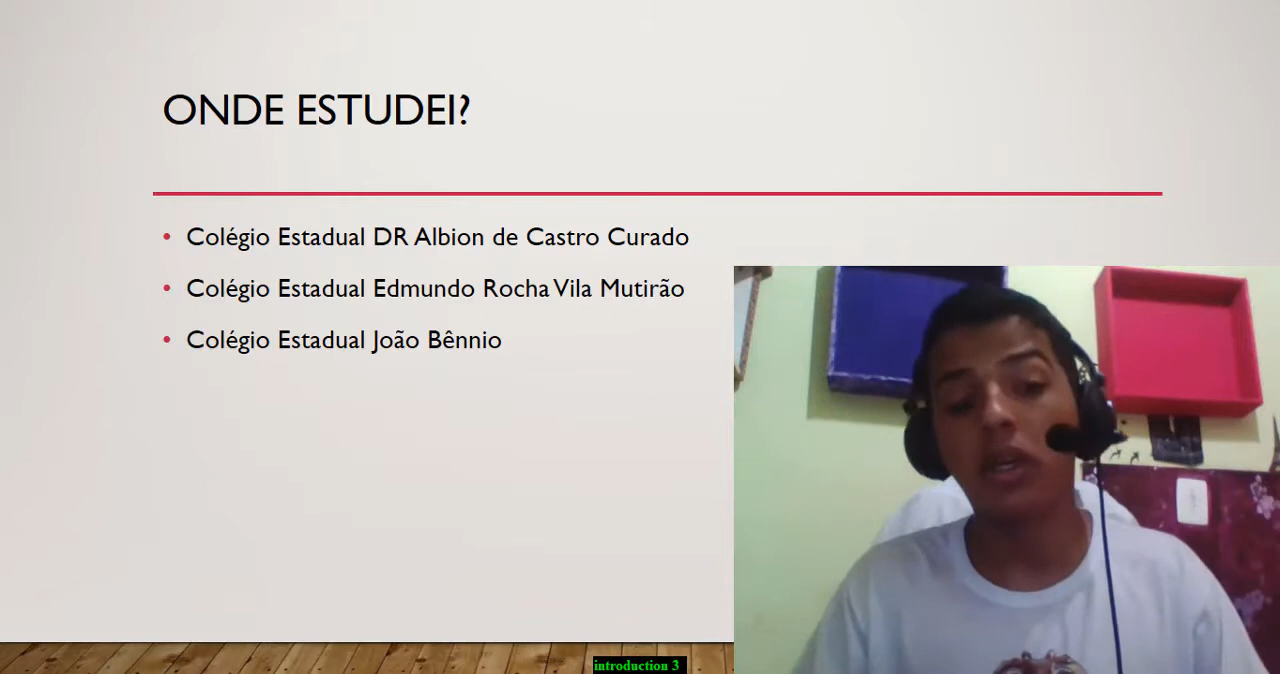 ONDE ESTUDEI?
Colégio Estadual DR Albion de Castro Curado
Colégio Estadual Edmundo Rocha Vila Mutirão
Colégio Estadual João Bênnio
introduction 3